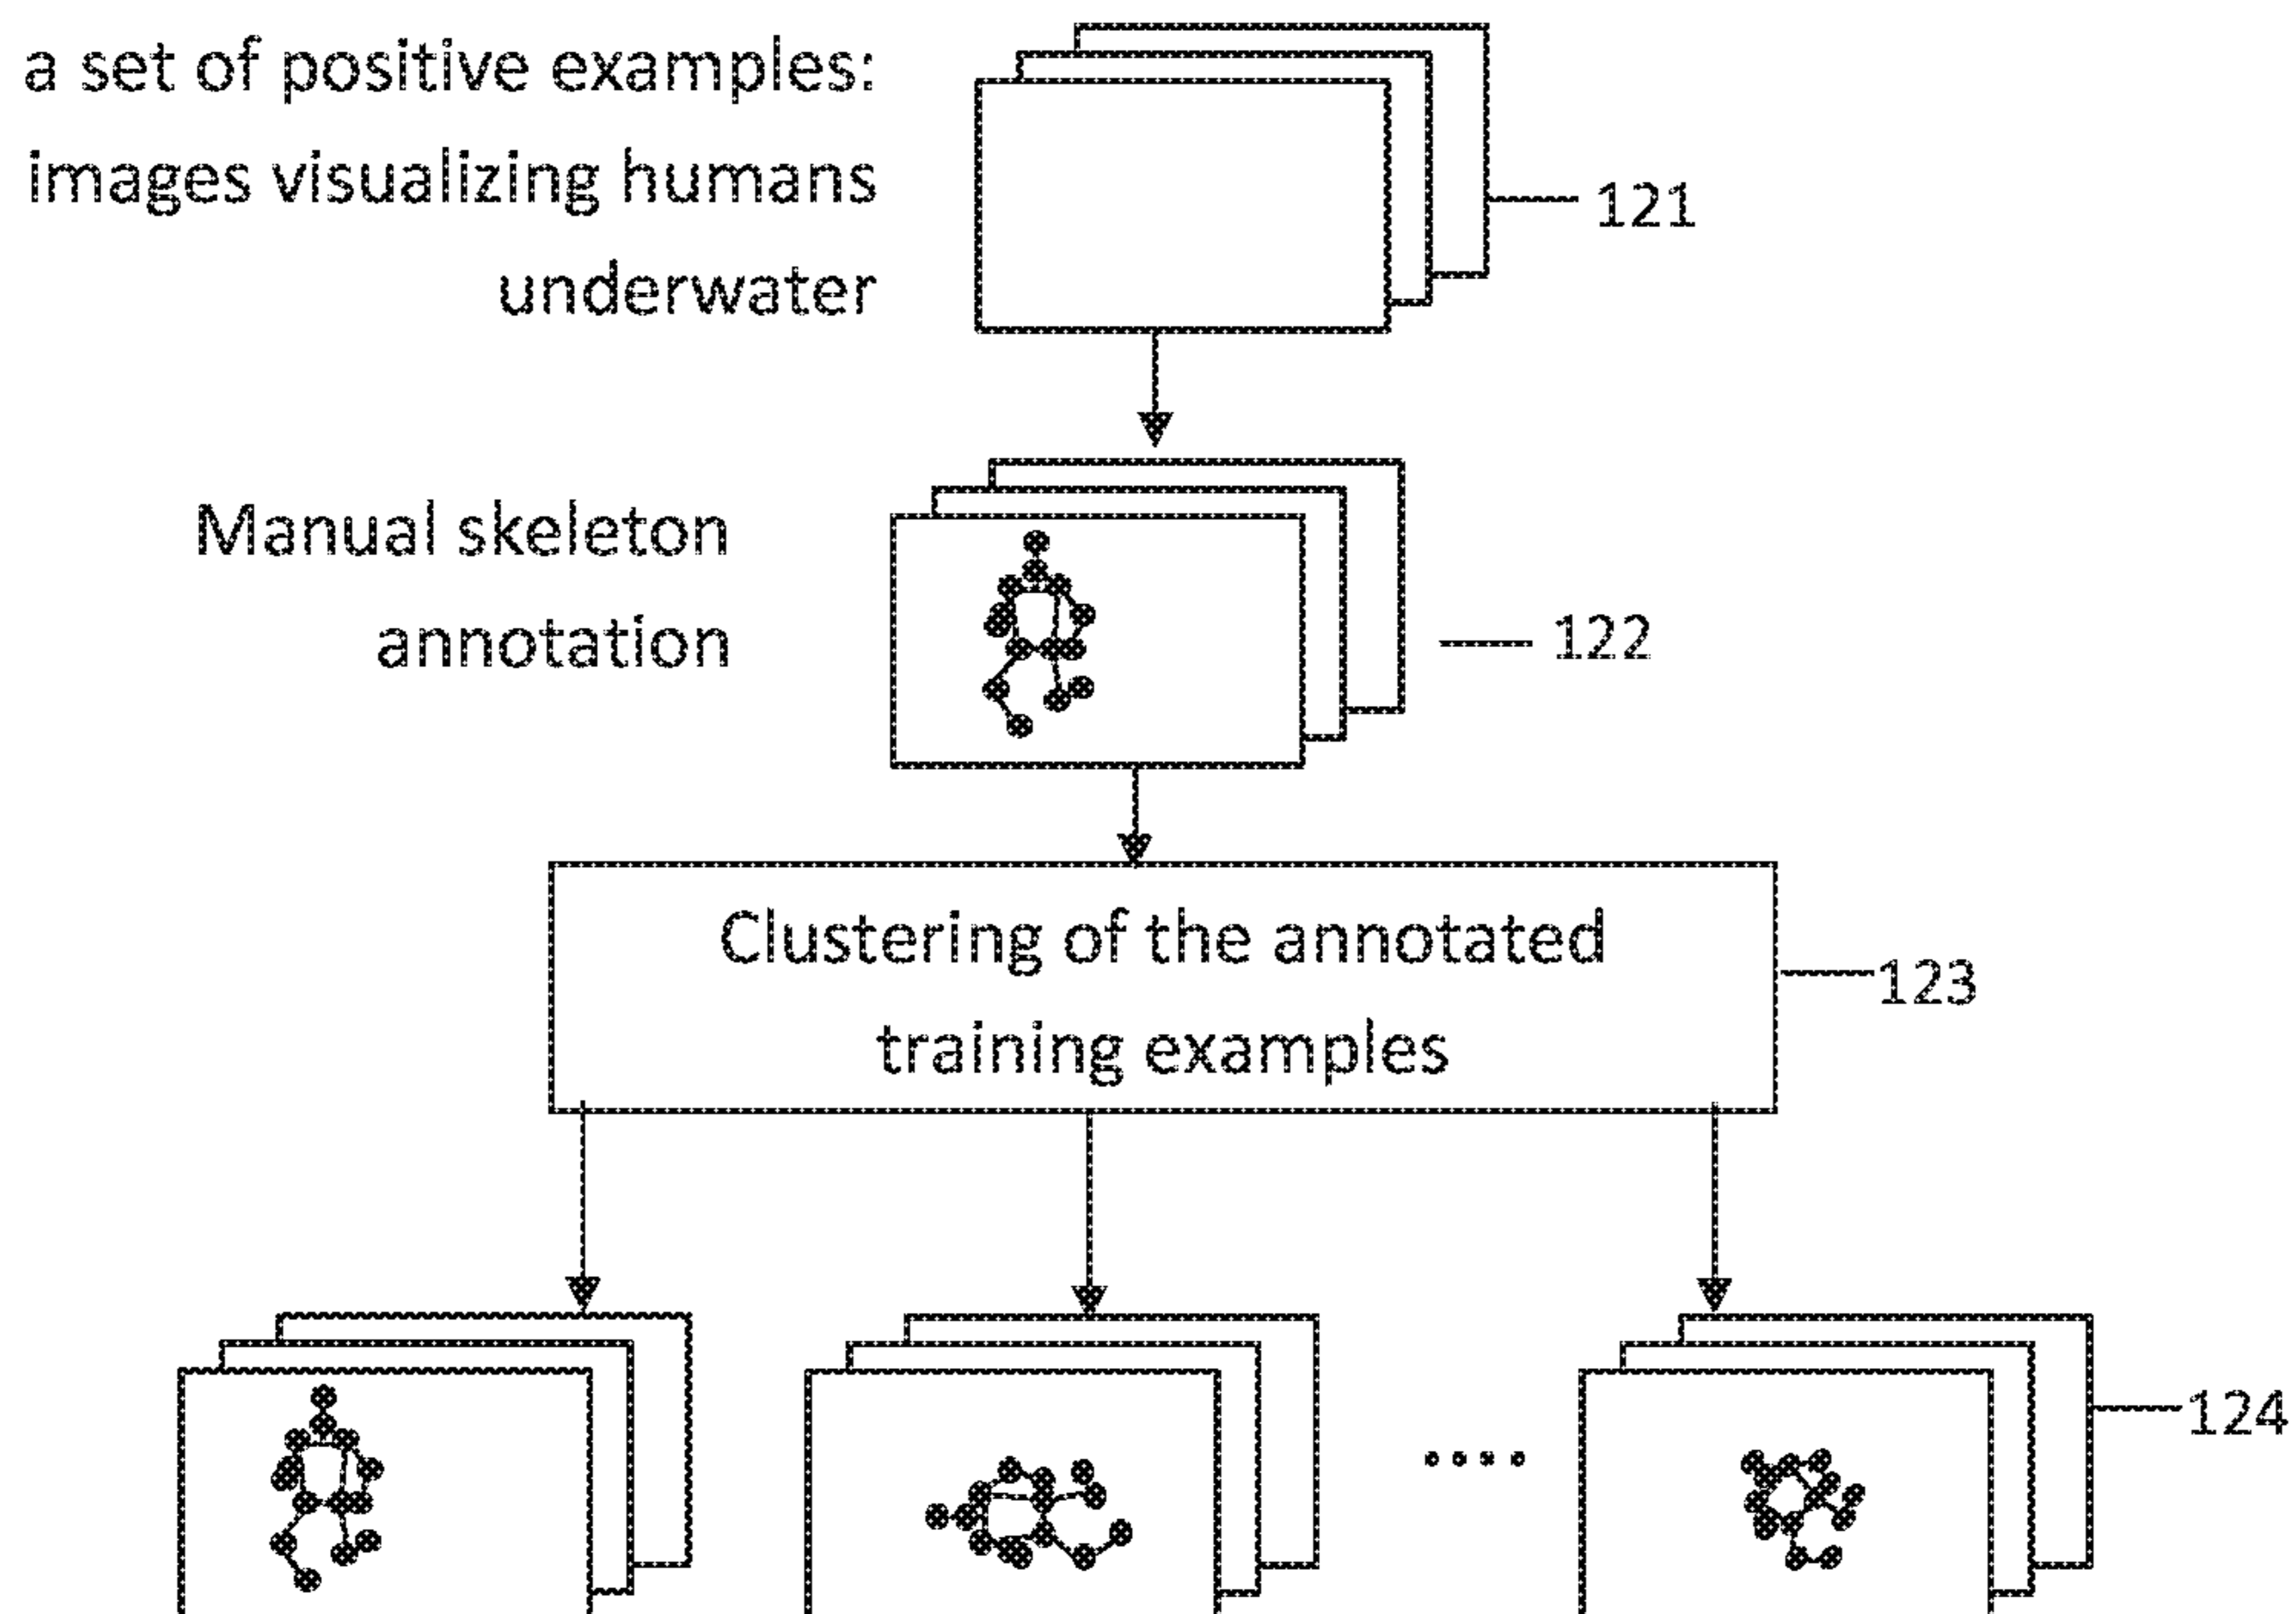 a set of positive examples:
images visualizing humans
underwater
121
Manual skeleton
annotation
122
Clustering of the annotated
training examples
123
124